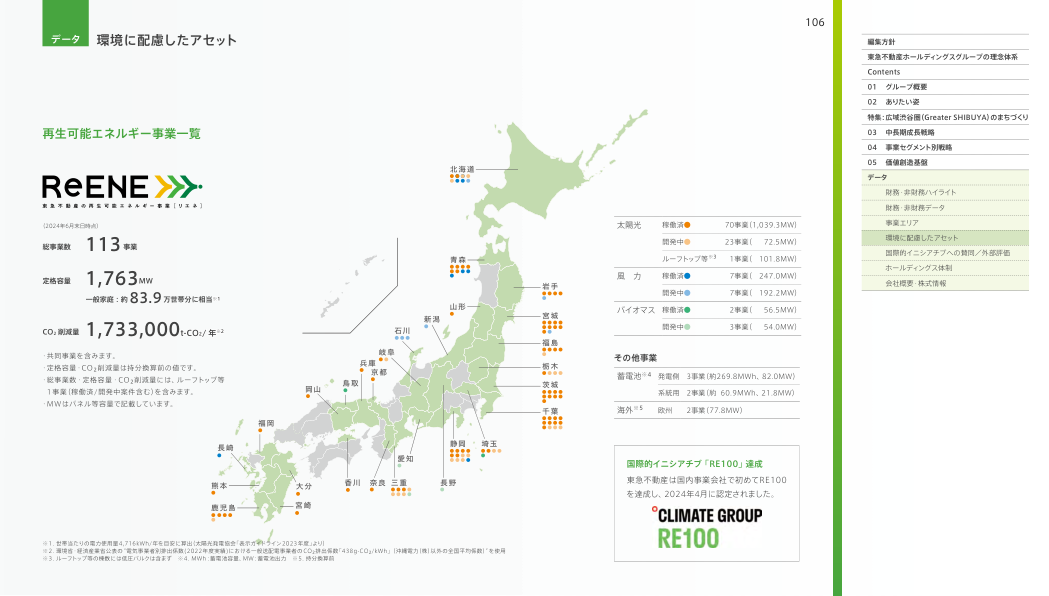 データ
環境に配慮したアセット
106
再生可能エネルギー事業一覧
ReENE
東急不動産の再生可能エネルギー事業［リエネ］
（2024年6月末日時点）
総事業数 113 事業
定格容量 1,763MW
一般家庭：約 83.9 万世帯分に相当※1
CO₂ 削減量 1,733,000t-CO₂/ 年※2
・共同事業を含みます。
・定格容量・CO₂削減量は持分換算前の値です。
・総事業数・定格容量・CO₂削減量には、ルーフトップ等
1事業（稼働済/開発中案件含む）を含みます。
・MWはパネル等容量で記載しています。
北海道
青森
岩手
山形
宮城
新潟
石川
福島
岐阜
兵庫
京都
栃木
鳥取
岡山
茨城
千葉
福岡
静岡
埼玉
長崎
愛知
熊本
大分
香川
奈良
三重
長野
鹿児島
宮崎
太陽光 稼働済 70事業(1,039.3MW)
開発中 23事業( 72.5MW)
ルーフトップ等※3 1事業( 101.8MW)
風 力 稼働済 7事業( 247.0MW)
開発中 7事業( 192.2MW)
バイオマス 稼働済 2事業( 56.5MW)
開発中 3事業( 54.0MW)
その他事業
蓄電池※4 発電側 3事業(約269.8MWh、82.0MW)
系統用 2事業(約 60.9MWh、21.8MW)
海外※5 欧州 2事業(77.8MW)
国際的イニシアチブ「RE100」達成
東急不動産は国内事業会社で初めてRE100
を達成し、2024年4月に認定されました。
°CLIMATE GROUP
RE100
※1. 世帯当たりの電力使用量4,716kWh/年を目安に算出（太陽光発電協会「表示ガイドライン2023年度」より）
※2. 環境省・経済産業省公表の"電気事業者別排出係数(2022年度実績)における一般送配電事業者のCO₂排出係数「438g-CO₂/kWh」（沖縄電力（株）以外の全国平均係数）"を使用
※3. ルーフトップ等の棟数には低圧バルクは含まず ※4. MWh：蓄電池容量、MW：蓄電池出力 ※5. 持分換算前
編集方針
東急不動産ホールディングスグループの理念体系
Contents
01 グループ概要
02 ありたい姿
特集：広域渋谷圏（Greater SHIBUYA）のまちづくり
03 中長期成長戦略
04 事業セグメント別戦略
05 価値創造基盤
データ
財務・非財務ハイライト
財務・非財務データ
事業エリア
環境に配慮したアセット
国際的イニシアチブへの賛同／外部評価
ホールディングス体制
会社概要・株式情報